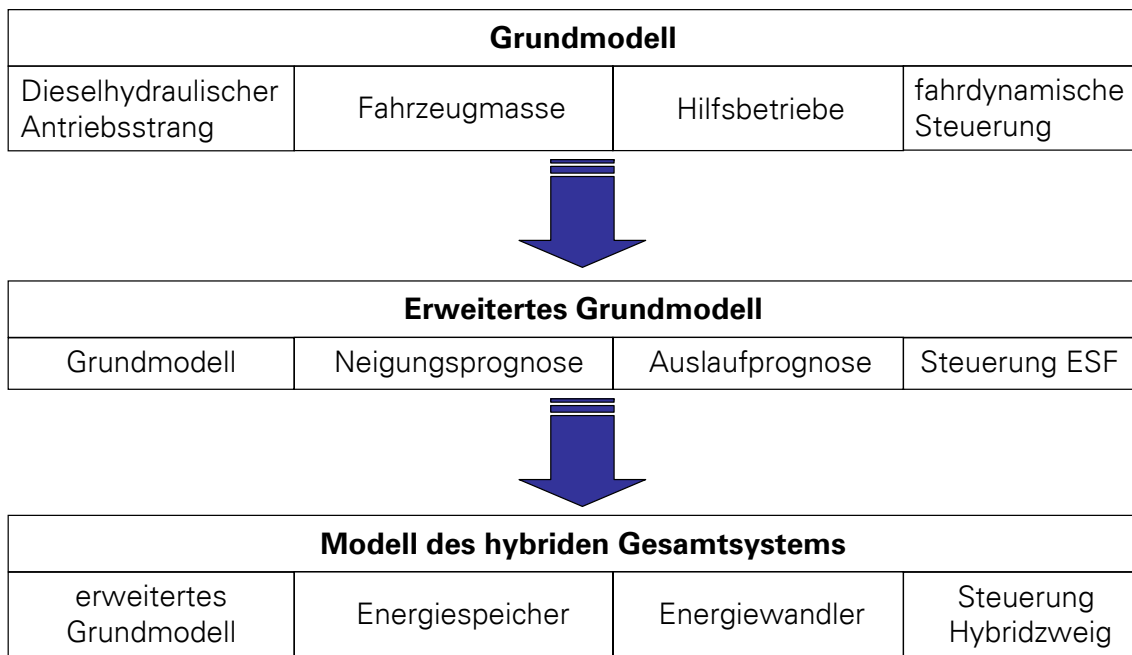 Grundmodell
Dieselhydraulischer
Antriebsstrang
Fahrzeugmasse
Hilfsbetriebe
fahrdynamische
Steuerung
Erweitertes Grundmodell
Grundmodell
Neigungsprognose
Auslaufprognose
Steuerung ESF
Modell des hybriden Gesamtsystems
erweitertes
Grundmodell
Energiespeicher
Energiewandler
Steuerung
Hybridzweig